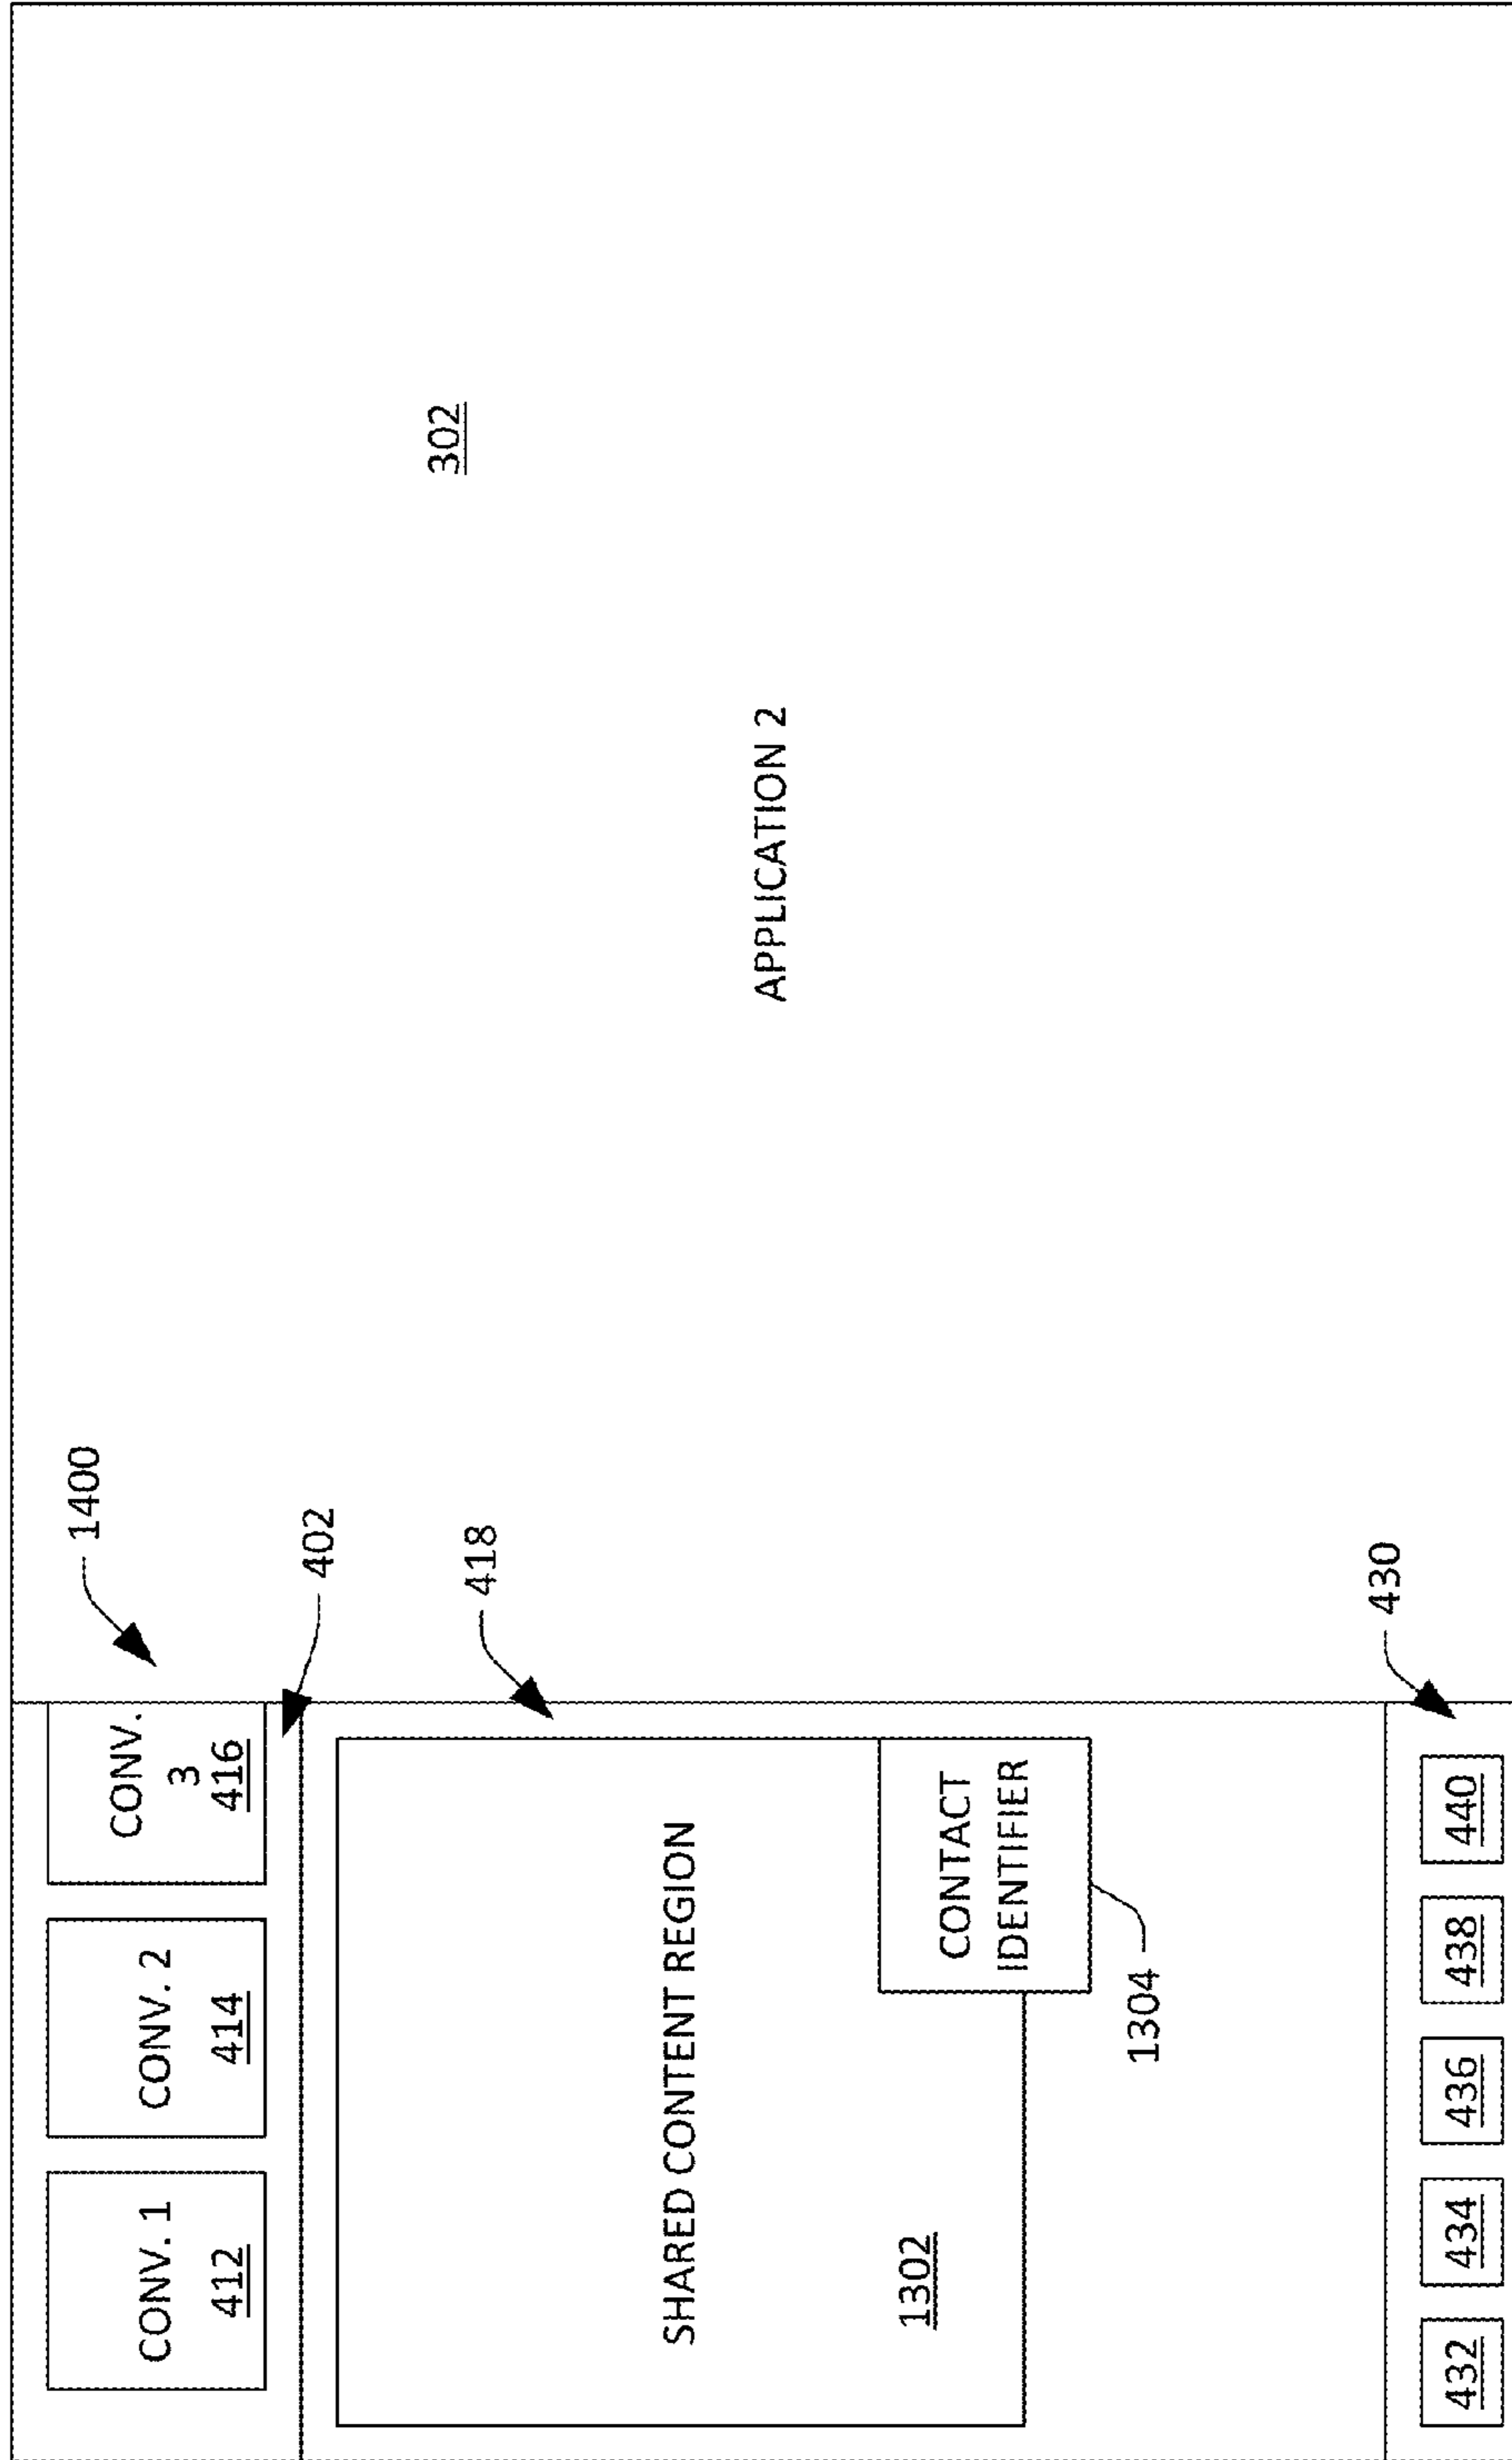 1400
CONV. 1
412
CONV. 2
414
CONV.
3
416
402
418
SHARED CONTENT REGION
1302
CONTACT
IDENTIFIER
1304
430
432
434
436
438
440
302
APPLICATION 2